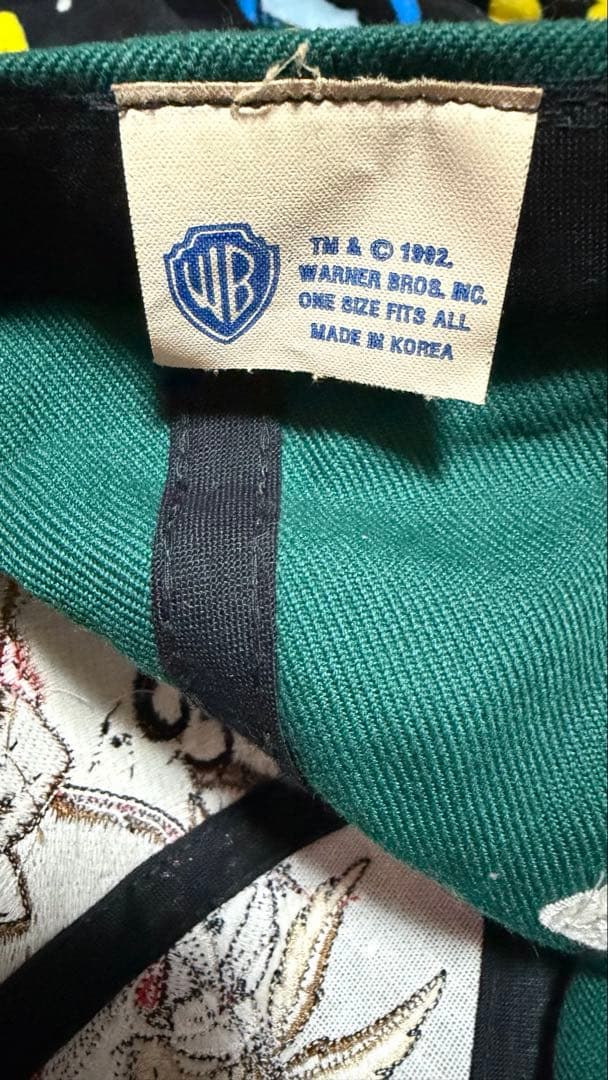 WB
TM & © 1992.
WARNER BROS. INC.
ONE SIZE FITS ALL
MADE IN KOREA